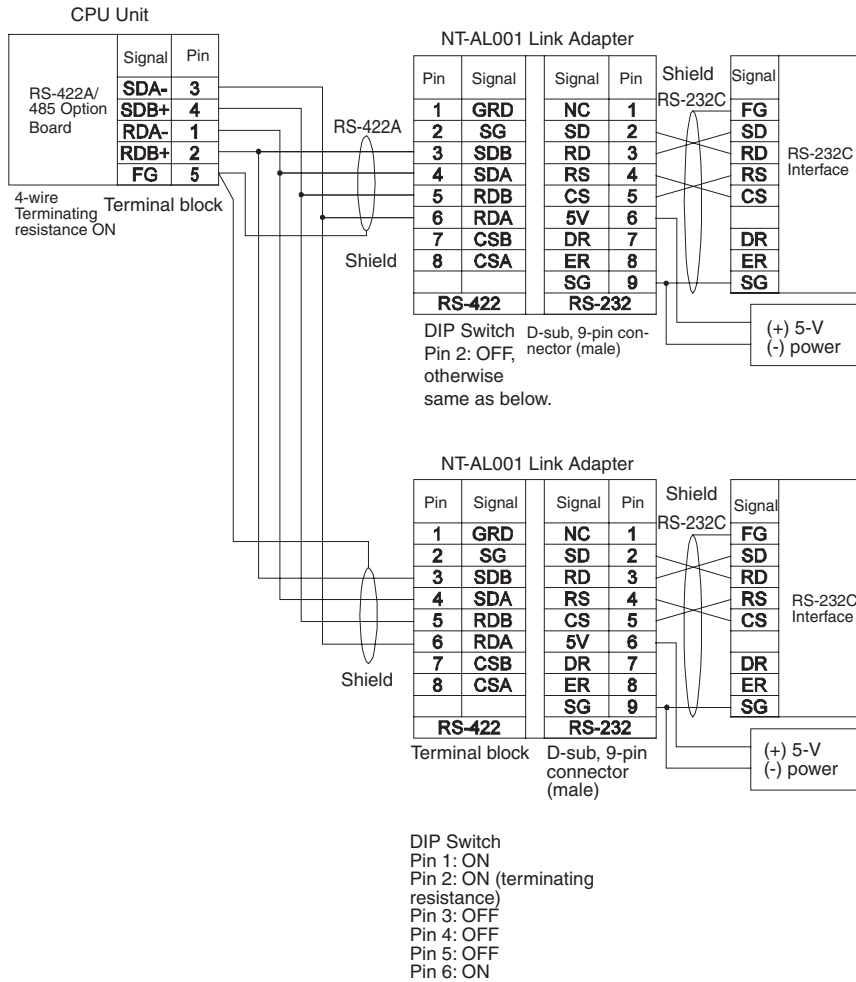 CPU Unit
Signal Pin
RS-422A/
485 Option
Board
SDA- 3
SDB+ 4
RDA- 1
RDB+ 2
FG 5
4-wire
Terminating
resistance ON
Terminal block
RS-422A
Shield
NT-AL001 Link Adapter
Pin Signal Signal Pin
1 GRD NC 1
2 SG SD 2
3 SDB RD 3
4 SDA RS 4
5 RDB CS 5
6 RDA 5V 6
7 CSB DR 7
8 CSA ER 8
SG 9
RS-422 RS-232
Shield
RS-232C
Signal
FG
SD
RD
RS
CS
DR
ER
SG
RS-232C
Interface
DIP Switch
Pin 2: OFF,
otherwise
same as below.
D-sub, 9-pin con-
nector (male)
(+) 5-V
(-) power
NT-AL001 Link Adapter
Pin Signal Signal Pin
1 GRD NC 1
2 SG SD 2
3 SDB RD 3
4 SDA RS 4
5 RDB CS 5
6 RDA 5V 6
7 CSB DR 7
8 CSA ER 8
SG 9
RS-422 RS-232
Shield
Shield
RS-232C
Signal
FG
SD
RD
RS
CS
DR
ER
SG
RS-232C
Interface
Terminal block
D-sub, 9-pin
connector
(male)
(+) 5-V
(-) power
DIP Switch
Pin 1: ON
Pin 2: ON (terminating
resistance)
Pin 3: OFF
Pin 4: OFF
Pin 5: OFF
Pin 6: ON